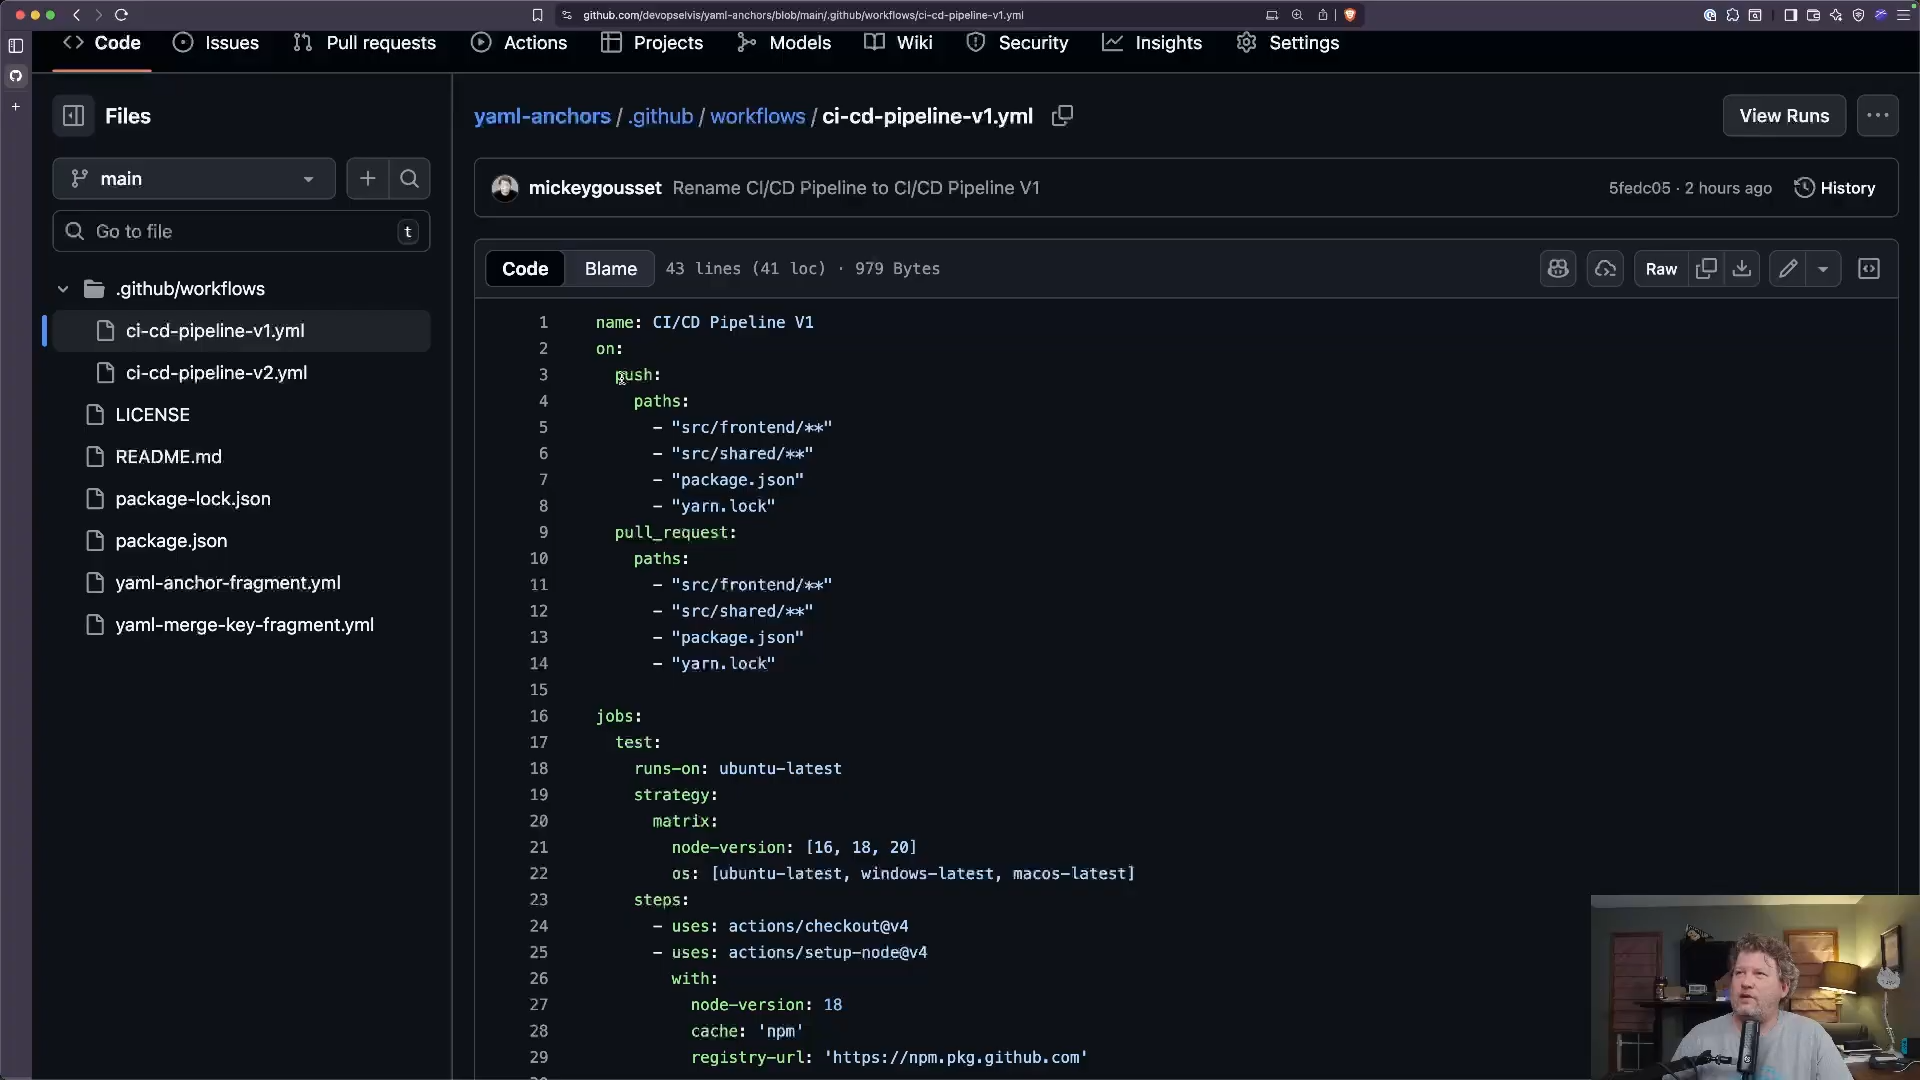 github.com/devopselvis/yaml-anchors/blob/main/.github/workflows/ci-cd-pipeline-v1.yml
Code
Issues
Pull requests
Actions
Projects
Models
Wiki
Security
Insights
Settings
Files
yaml-anchors / .github / workflows / ci-cd-pipeline-v1.yml
View Runs
main
mickeygousset Rename CI/CD Pipeline to CI/CD Pipeline V1
5fedc05 · 2 hours ago
History
Go to file
t
Code
Blame
43 lines (41 loc) · 979 Bytes
Raw
.github/workflows
ci-cd-pipeline-v1.yml
ci-cd-pipeline-v2.yml
LICENSE
README.md
package-lock.json
package.json
yaml-anchor-fragment.yml
yaml-merge-key-fragment.yml
1 name: CI/CD Pipeline V1
2 on:
3 push:
4 paths:
5 - "src/frontend/**"
6 - "src/shared/**"
7 - "package.json"
8 - "yarn.lock"
9 pull_request:
10 paths:
11 - "src/frontend/**"
12 - "src/shared/**"
13 - "package.json"
14 - "yarn.lock"
15
16 jobs:
17 test:
18 runs-on: ubuntu-latest
19 strategy:
20 matrix:
21 node-version: [16, 18, 20]
22 os: [ubuntu-latest, windows-latest, macos-latest]
23 steps:
24 - uses: actions/checkout@v4
25 - uses: actions/setup-node@v4
26 with:
27 node-version: 18
28 cache: 'npm'
29 registry-url: 'https://npm.pkg.github.com'